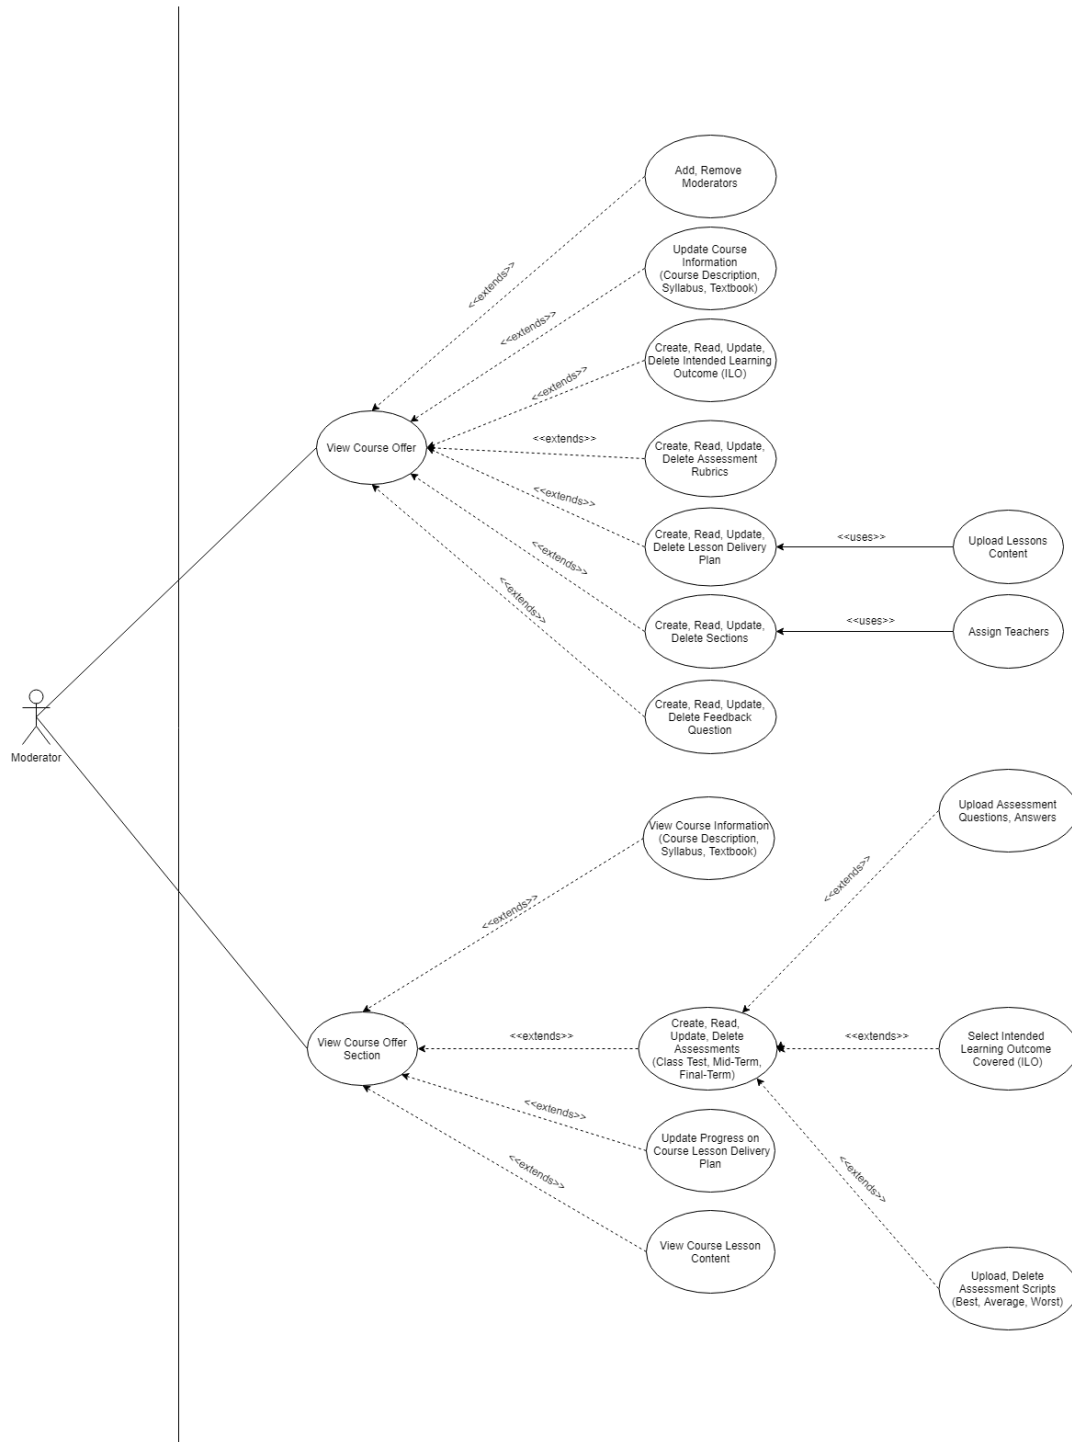 Add, Remove
Moderators
<<extends>>
Update Course
Information
(Course Description,
Syllabus, Textbook)
<<extends>>
Create, Read, Update,
Delete Intended Learning
Outcome (ILO)
<<extends>>
View Course Offer
<<extends>>
Create, Read, Update,
Delete Assessment
Rubrics
<<extends>>
Create, Read, Update,
Delete Lesson Delivery
Plan
<<uses>>
Upload Lessons
Content
<<extends>>
Create, Read, Update,
Delete Sections
<<uses>>
Assign Teachers
<<extends>>
Create, Read, Update,
Delete Feedback
Question
Moderator
View Course Information
(Course Description,
Syllabus, Textbook)
<<extends>>
Upload Assessment
Questions, Answers
<<extends>>
View Course Offer
Section
<<extends>>
Create, Read,
Update, Delete
Assessments
(Class Test, Mid-Term,
Final-Term)
<<extends>>
Select Intended
Learning Outcome
Covered (ILO)
<<extends>>
Update Progress on
Course Lesson Delivery
Plan
<<extends>>
View Course Lesson
Content
<<extends>>
Upload, Delete
Assessment Scripts
(Best, Average, Worst)